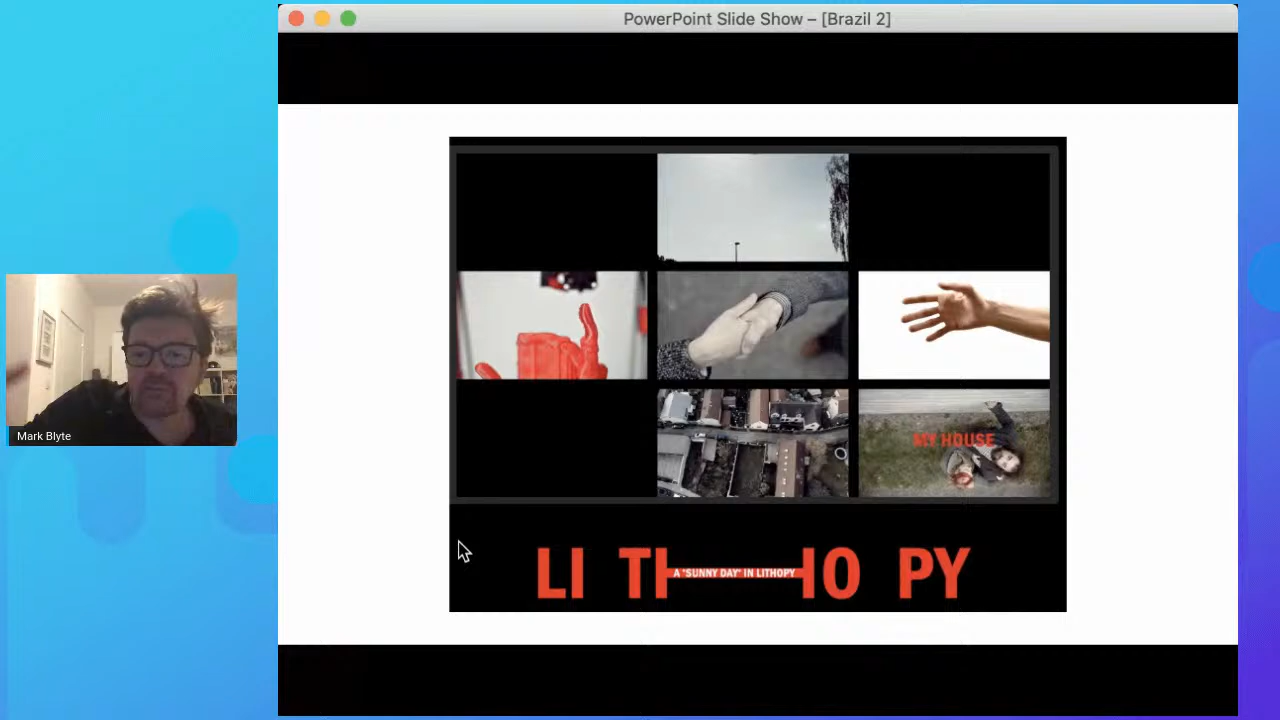 PowerPoint Slide Show – [Brazil 2]
MY HOUSE
Mark Blyte
LI TH O PY
A "SUNNY DAY" IN LITHOPY